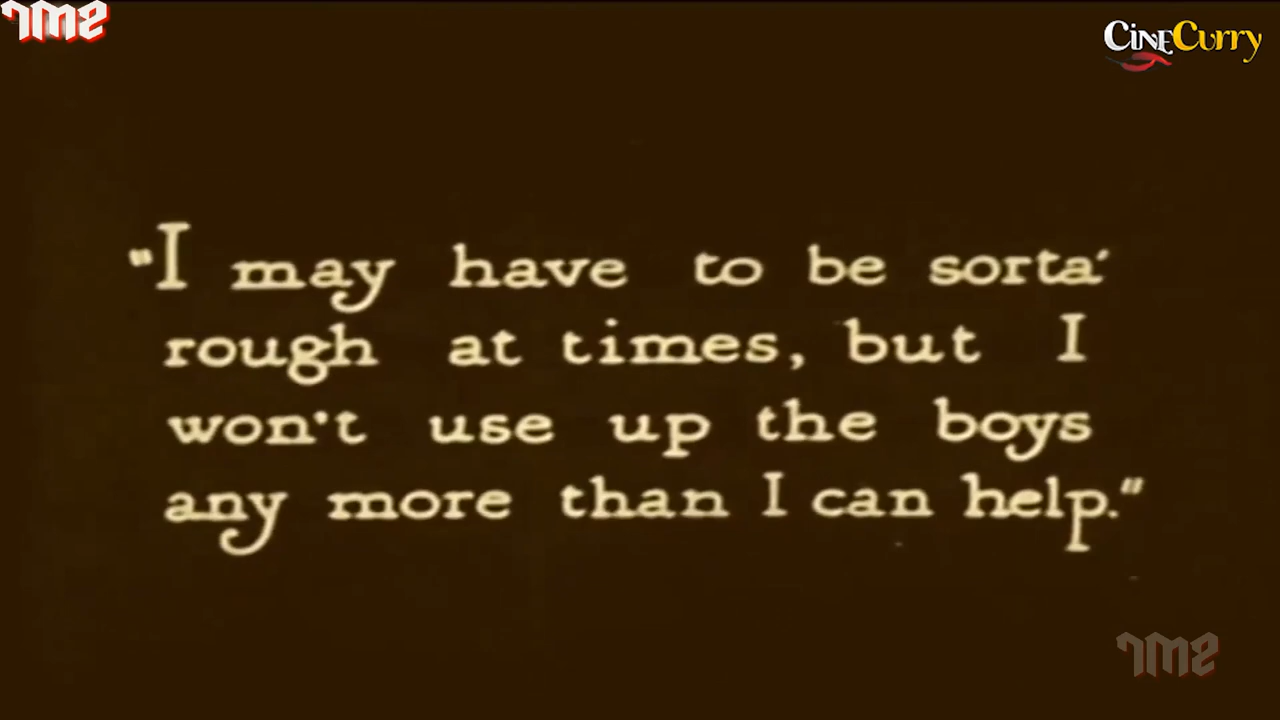 CineCurry
"I may have to be sorta'
rough at times, but I
won't use up the boys
any more than I can help."